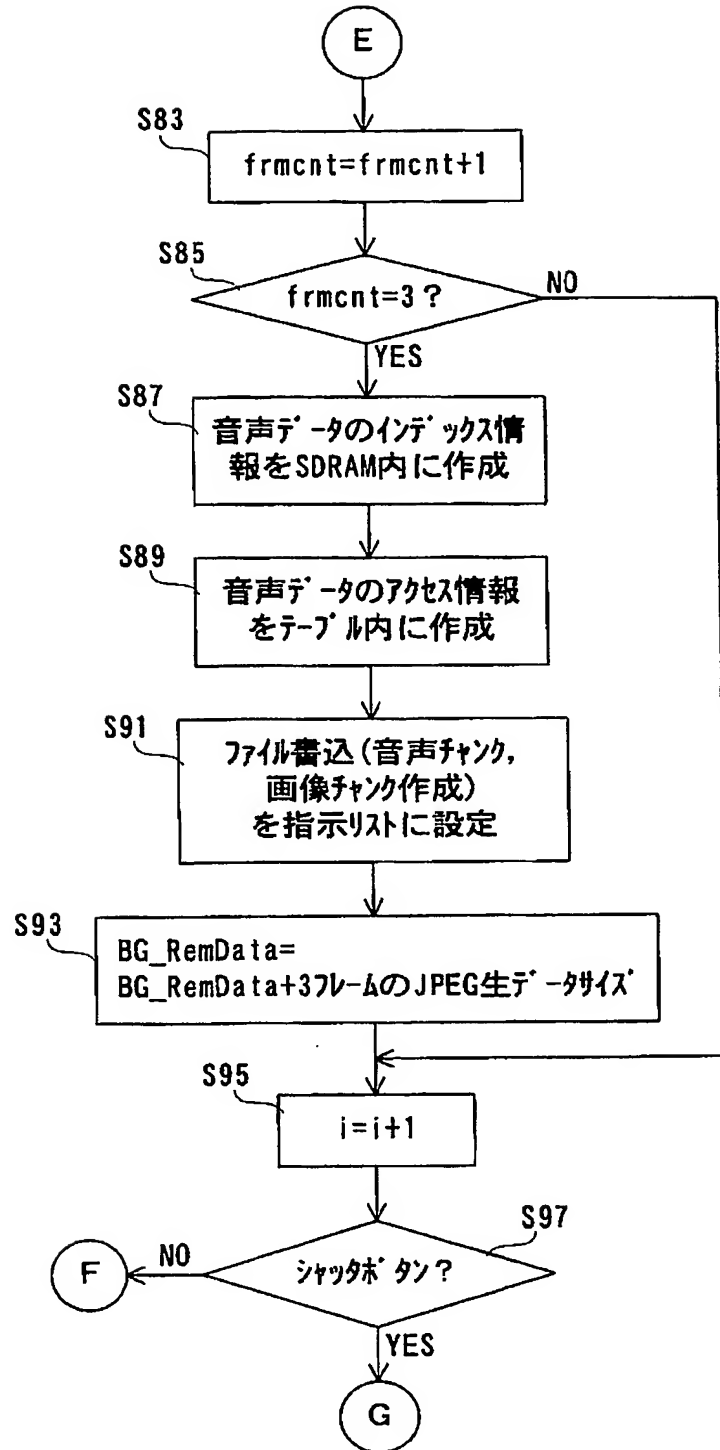 E
S83
frmcnt=frmcnt+1
S85
frmcnt=3?
NO
YES
S87
音声データのインデックス情
報をSDRAM内に作成
S89
音声データのアクセス情報
をテーブル内に作成
S91
ファイル書込(音声チャンク,
画像チャンク作成)
を指示リストに設定
S93
BG_RemData=
BG_RemData+3フレームのJPEG生データサイズ
S95
i=i+1
S97
シャッタボタン?
NO
F
YES
G